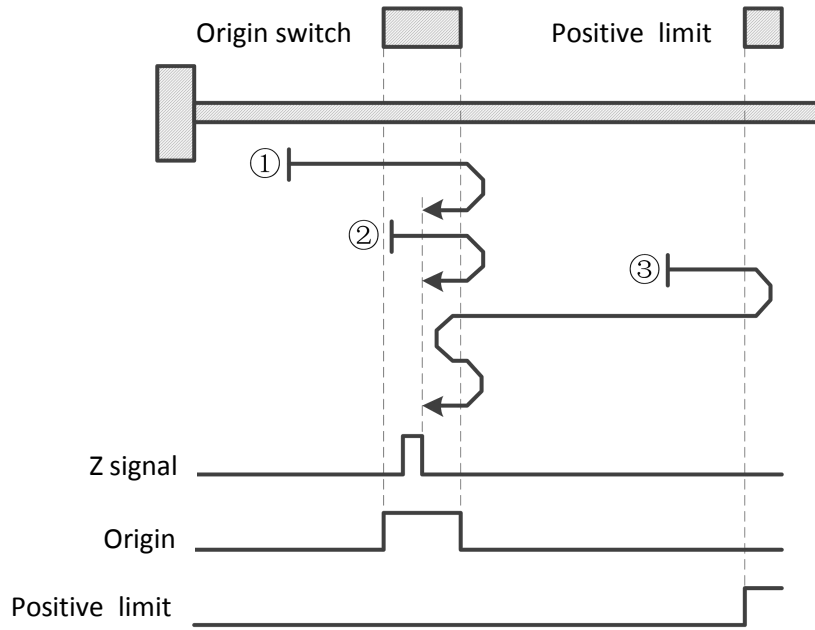 Origin switch
Positive limit
①
②
③
Z signal
Origin
Positive limit